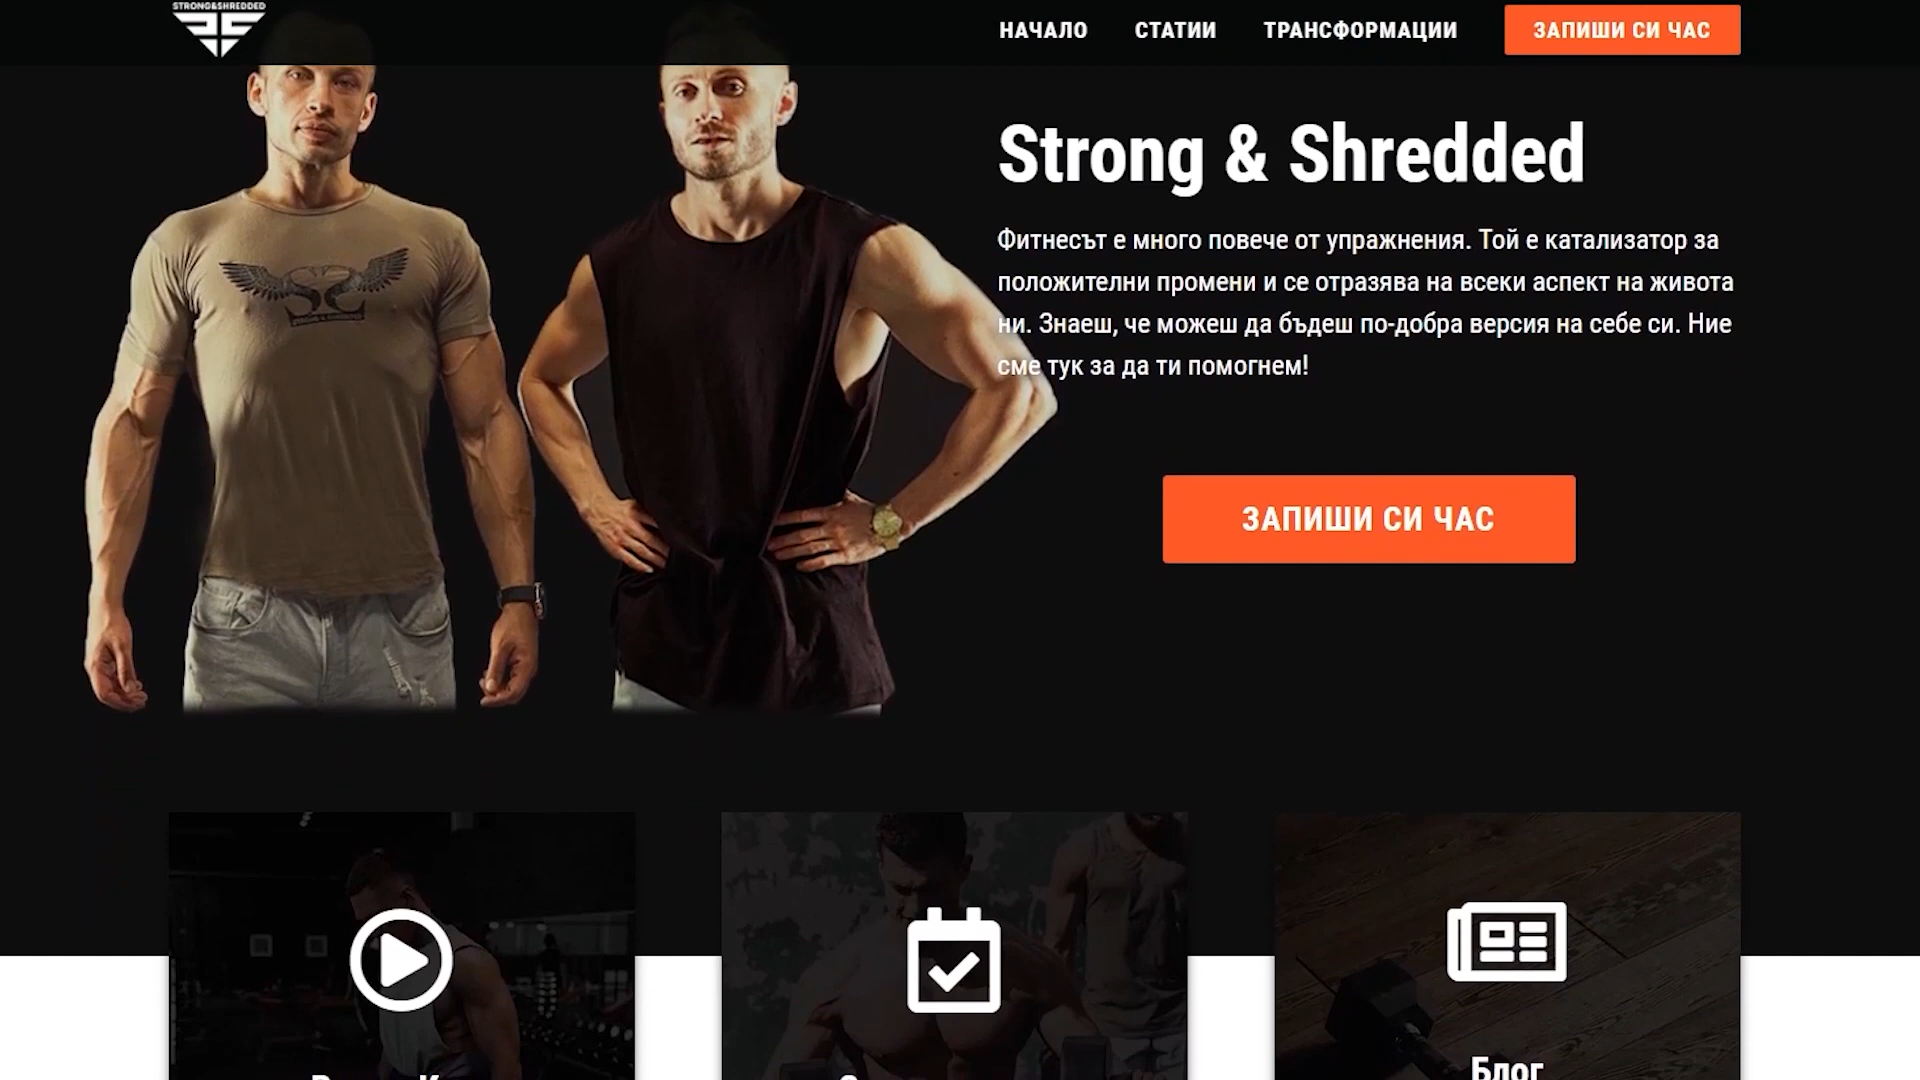 STRONG&SHREDDED
НАЧАЛО
СТАТИИ
ТРАНСФОРМАЦИИ
ЗАПИШИ СИ ЧАС
Strong & Shredded
Фитнесът е много повече от упражнения. Той е катализатор за
положителни промени и се отразява на всеки аспект на живота
ни. Знаеш, че можеш да бъдеш по-добра версия на себе си. Ние
сме тук за да ти помогнем!
ЗАПИШИ СИ ЧАС
Блог